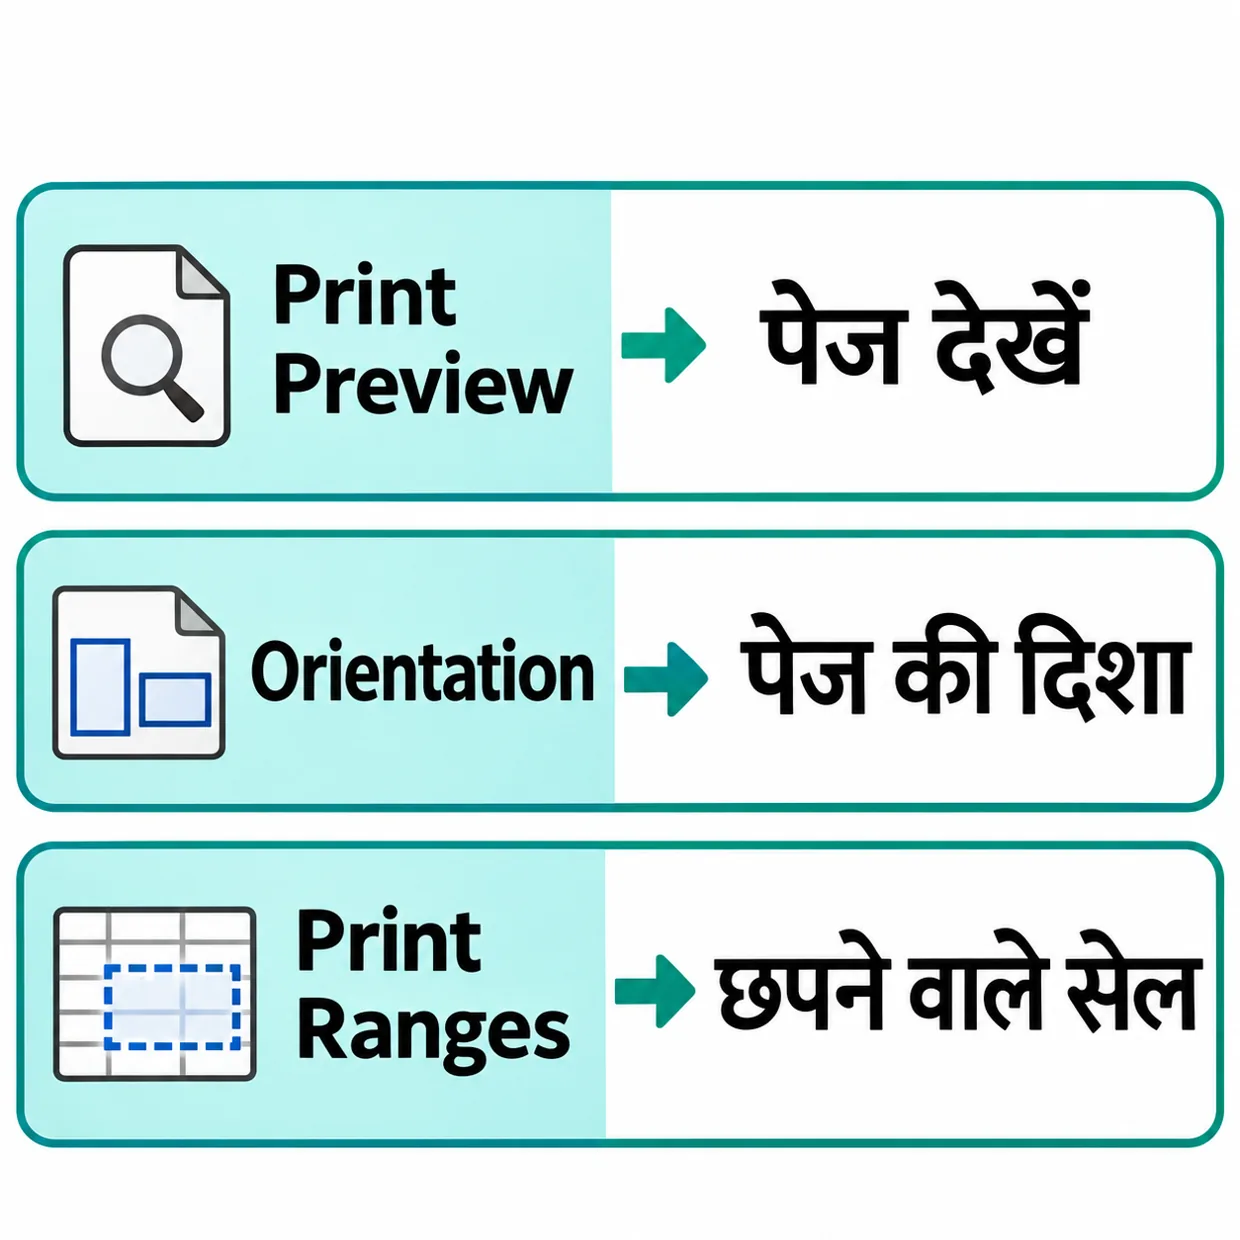 Print
Preview
पेज देखें
Orientation
पेज की दिशा
Print
Ranges
छपने वाले सेल